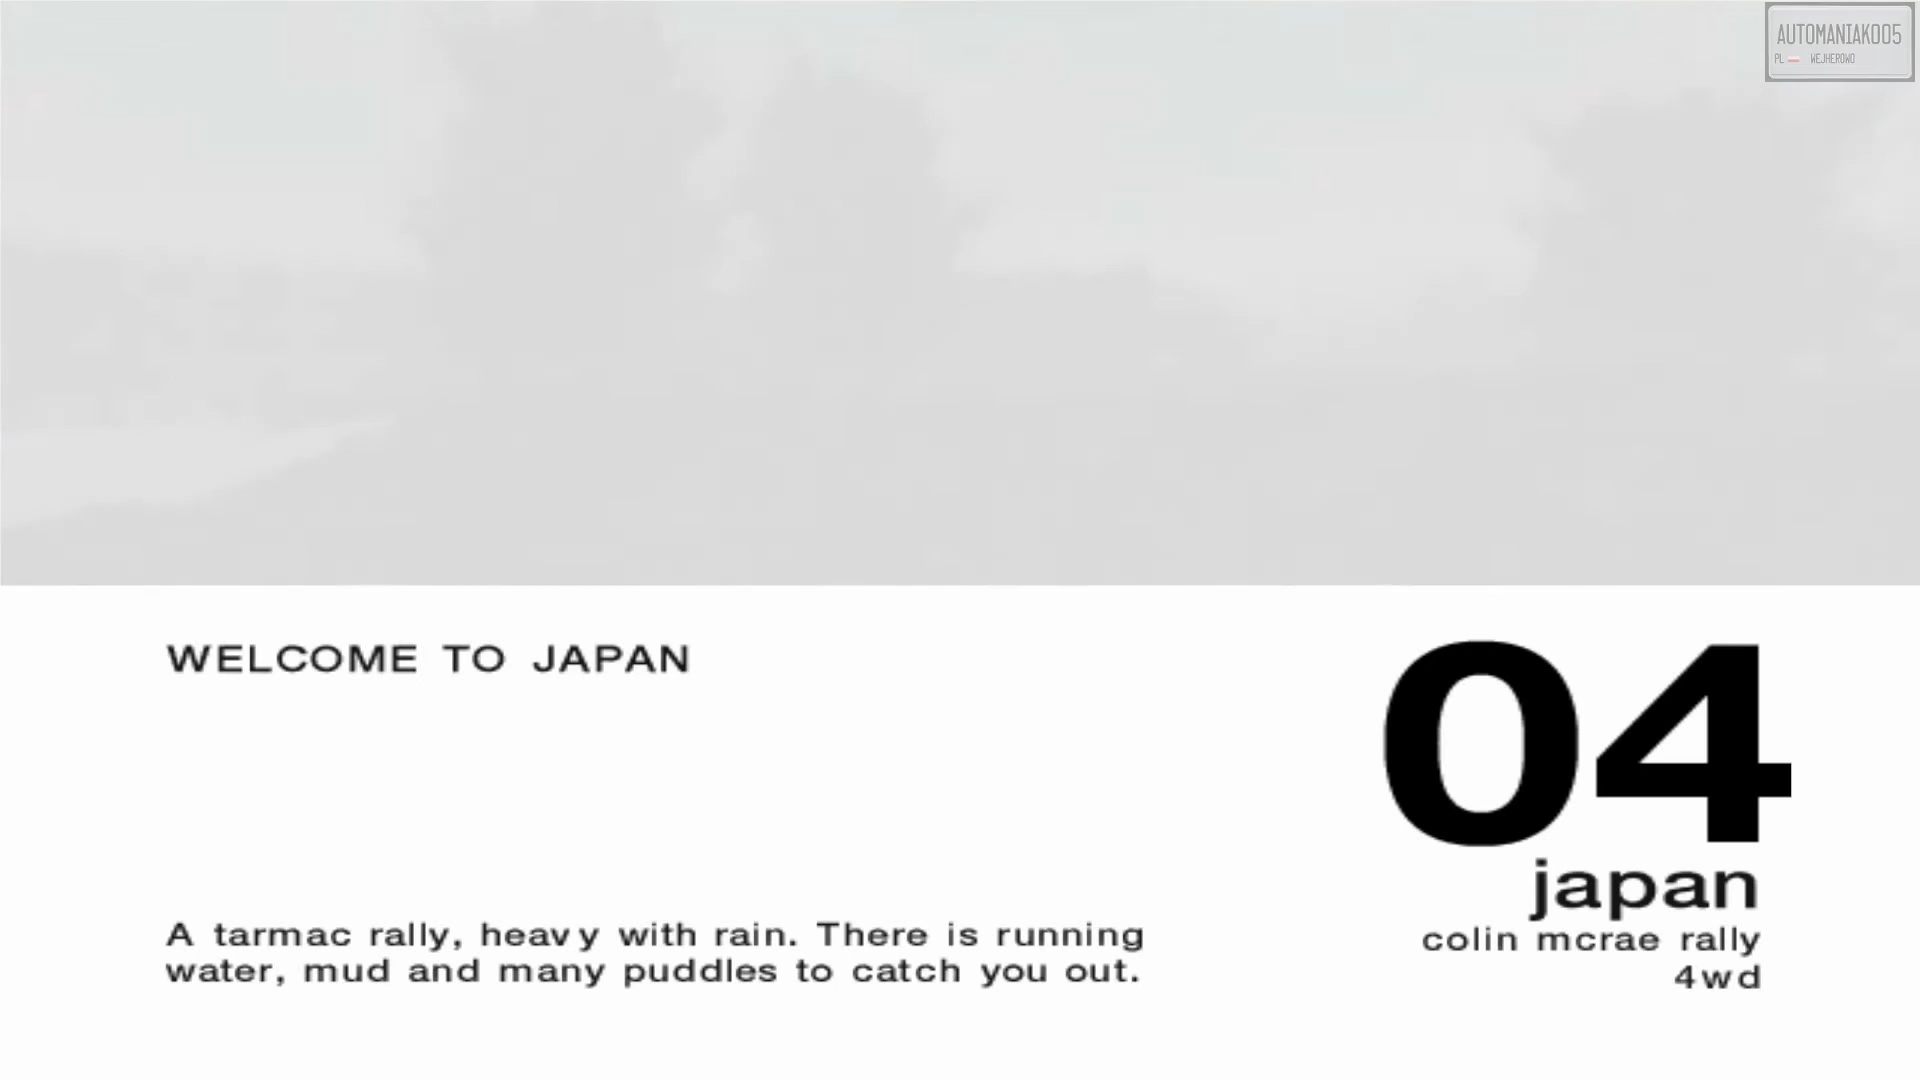 AUTOMANIAK005
PL WEJHEROWO
WELCOME TO JAPAN
04
japan
colin mcrae rally
4wd
A tarmac rally, heavy with rain. There is running
water, mud and many puddles to catch you out.